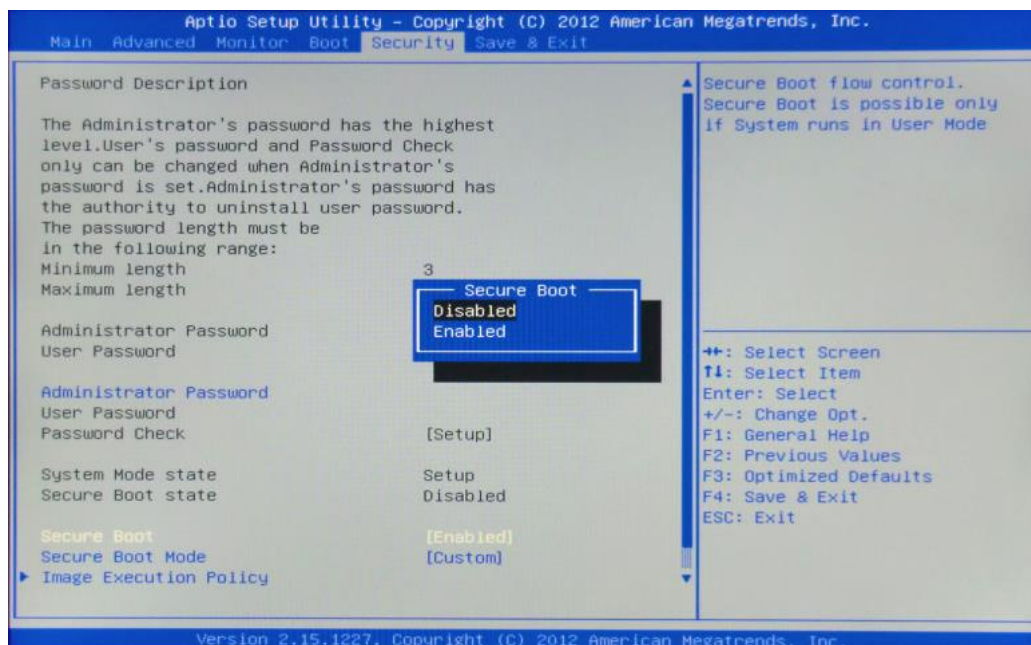 Aptio Setup Utility – Copyright (C) 2012 American Megatrends, Inc.
Main Advanced Monitor Boot Security Save & Exit
Password Description
The Administrator's password has the highest
level.User's password and Password Check
only can be changed when Administrator's
password is set.Administrator's password has
the authority to uninstall user password.
The password length must be
in the following range:
Minimum length 3
Maximum length
Administrator Password
User Password
Administrator Password
User Password
Password Check [Setup]
System Mode state Setup
Secure Boot state Disabled
Secure Boot [Enabled]
Secure Boot Mode [Custom]
Image Execution Policy
Secure Boot
Disabled
Enabled
Secure Boot flow control.
Secure Boot is possible only
if System runs in User Mode
→←: Select Screen
↑↓: Select Item
Enter: Select
+/-: Change Opt.
F1: General Help
F2: Previous Values
F3: Optimized Defaults
F4: Save & Exit
ESC: Exit
Version 2.15.1227. Copyright (C) 2012 American Megatrends, Inc.